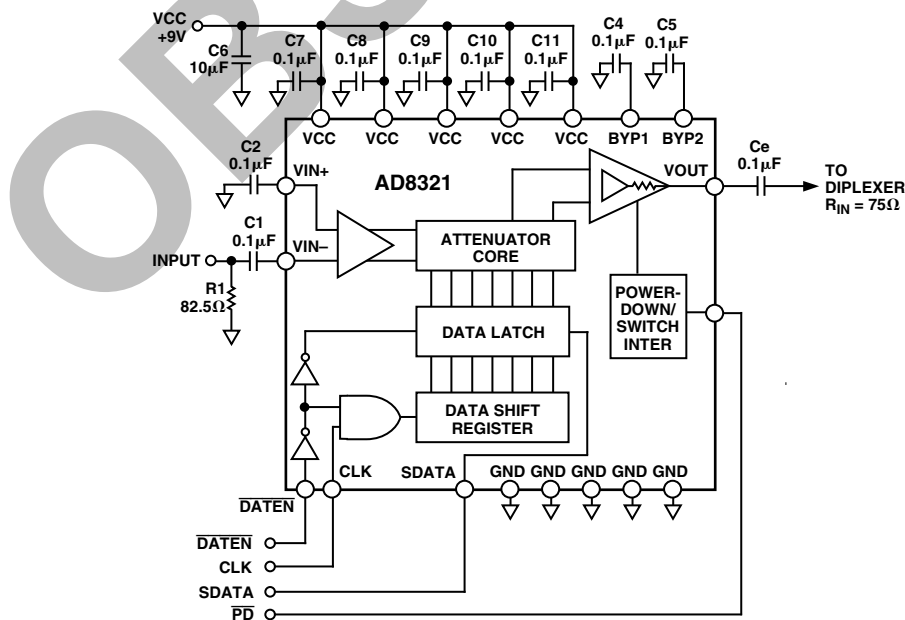 VCC
+9V
C6
10μF
C7
0.1μF
C8
0.1μF
C9
0.1μF
C10
0.1μF
C11
0.1μF
C4
0.1μF
C5
0.1μF
VCC
VCC
VCC
VCC
VCC
BYP1
BYP2
C2
0.1μF
VIN+
AD8321
VOUT
Ce
0.1μF
TO
DIPLEXER
RIN = 75Ω
C1
0.1μF
VIN–
INPUT
R1
82.5Ω
ATTENUATOR
CORE
POWER-
DOWN/
SWITCH
INTER
DATA LATCH
DATA SHIFT
REGISTER
DATEN
CLK
SDATA
GND
GND
GND
GND
GND
DATEN
CLK
SDATA
PD